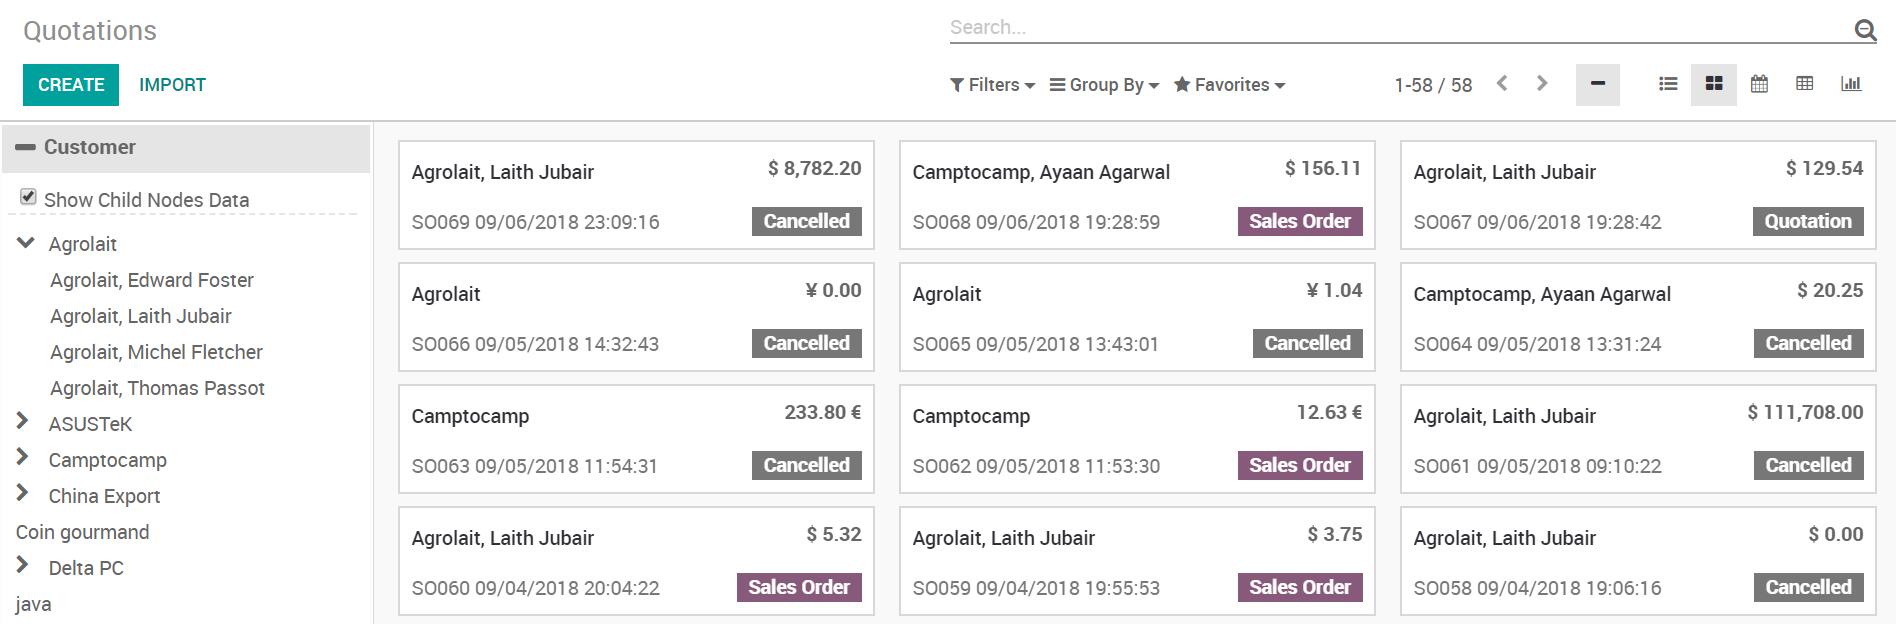 Quotations
Search...
CREATE IMPORT
Filters Group By Favorites 1-58 / 58
Customer
Show Child Nodes Data
Agrolait
Agrolait, Edward Foster
Agrolait, Laith Jubair
Agrolait, Michel Fletcher
Agrolait, Thomas Passot
ASUSTeK
Camptocamp
China Export
Coin gourmand
Delta PC
java
Agrolait, Laith Jubair $ 8,782.20
SO069 09/06/2018 23:09:16 Cancelled
Camptocamp, Ayaan Agarwal $ 156.11
SO068 09/06/2018 19:28:59 Sales Order
Agrolait, Laith Jubair $ 129.54
SO067 09/06/2018 19:28:42 Quotation
Agrolait ¥ 0.00
SO066 09/05/2018 14:32:43 Cancelled
Agrolait ¥ 1.04
SO065 09/05/2018 13:43:01 Cancelled
Camptocamp, Ayaan Agarwal $ 20.25
SO064 09/05/2018 13:31:24 Cancelled
Camptocamp 233.80 €
SO063 09/05/2018 11:54:31 Cancelled
Camptocamp 12.63 €
SO062 09/05/2018 11:53:30 Sales Order
Agrolait, Laith Jubair $ 111,708.00
SO061 09/05/2018 09:10:22 Cancelled
Agrolait, Laith Jubair $ 5.32
SO060 09/04/2018 20:04:22 Sales Order
Agrolait, Laith Jubair $ 3.75
SO059 09/04/2018 19:55:53 Sales Order
Agrolait, Laith Jubair $ 0.00
SO058 09/04/2018 19:06:16 Cancelled